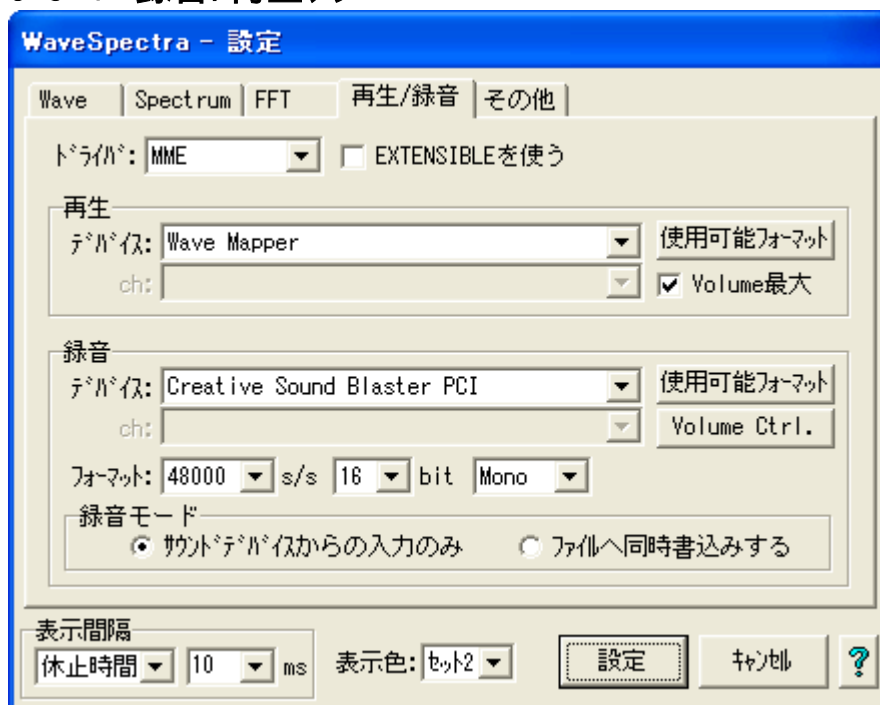 WaveSpectra - 設定
Wave Spectrum FFT 再生/録音 その他
ﾄﾞﾗｲﾊﾞ: MME EXTENSIBLEを使う
再生
ﾃﾞﾊﾞｲｽ: Wave Mapper 使用可能ﾌｫｰﾏｯﾄ
ch: Volume最大
録音
ﾃﾞﾊﾞｲｽ: Creative Sound Blaster PCI 使用可能ﾌｫｰﾏｯﾄ
ch: Volume Ctrl.
ﾌｫｰﾏｯﾄ: 48000 s/s 16 bit Mono
録音モード
ｻｳﾝﾄﾞﾃﾞﾊﾞｲｽからの入力のみ ﾌｧｲﾙへ同時書込みする
表示間隔
休止時間 10 ms 表示色: ｾｯﾄ2 設定 ｷｬﾝｾﾙ ?